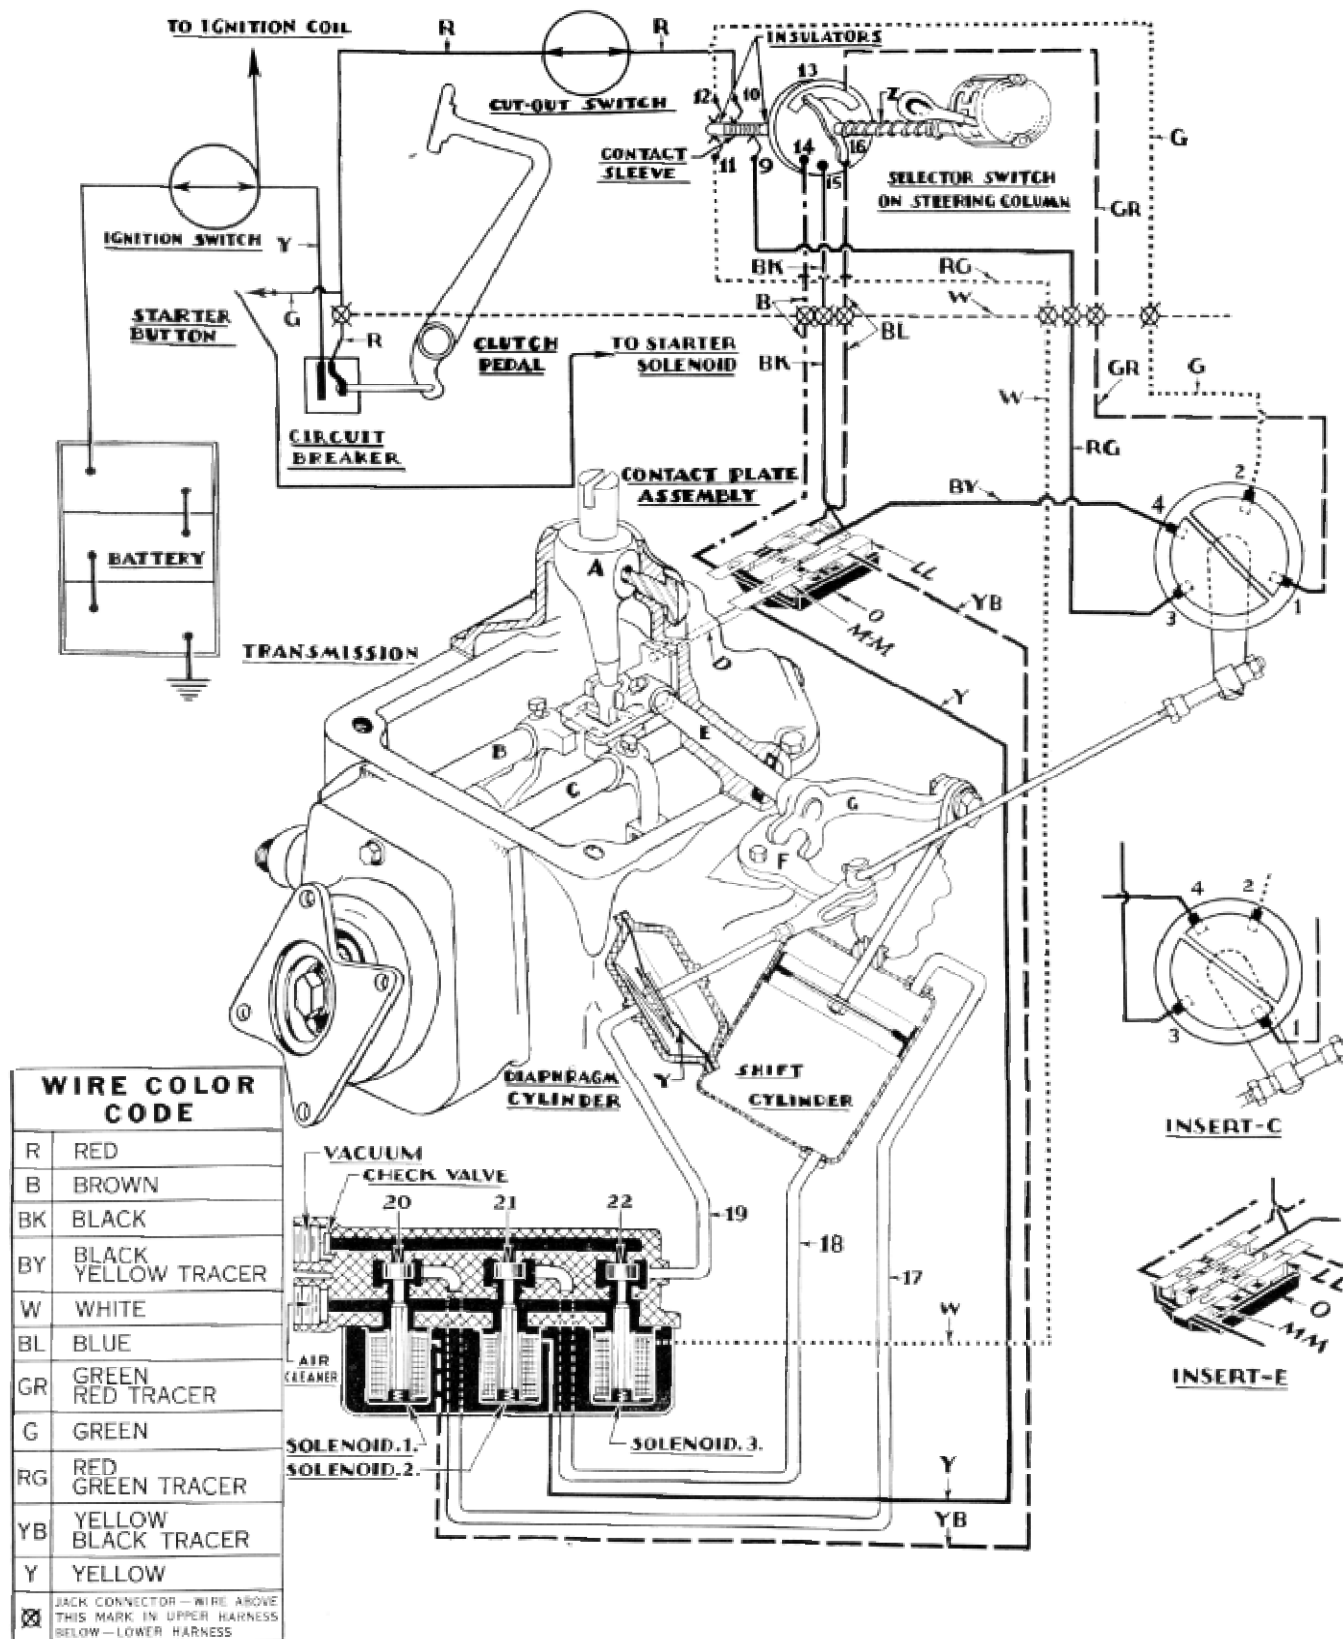 TO IGNITION COIL
R
R
INSULATORS
CUT-OUT SWITCH
12
10
13
Z
CONTACT
SLEEVE
11
9
14
15
16
SELECTOR SWITCH
ON STEERING COLUMN
G
GR
IGNITION SWITCH
Y
BK
RG
B
W
STARTER
BUTTON
G
R
CLUTCH
PEDAL
TO STARTER
SOLENOID
BK
BL
GR
G
W
RG
CIRCUIT
BREAKER
CONTACT PLATE
ASSEMBLY
BY
2
4
3
1
BATTERY
A
LL
O
MM
YB
TRANSMISSION
D
Y
B
C
E
G
F
4
2
3
1
INSERT-C
DIAPHRAGM
CYLINDER
Y
SHIFT
CYLINDER
WIRE COLOR
CODE
R RED
B BROWN
BK BLACK
BY BLACK
YELLOW TRACER
W WHITE
BL BLUE
GR GREEN
RED TRACER
G GREEN
RG RED
GREEN TRACER
YB YELLOW
BLACK TRACER
Y YELLOW
JACK CONNECTOR — WIRE ABOVE
THIS MARK IN UPPER HARNESS
BELOW — LOWER HARNESS
VACUUM
CHECK VALVE
20
21
22
19
18
17
W
AIR
CLEANER
SOLENOID.1.
SOLENOID.2.
SOLENOID.3.
Y
YB
LL
O
MM
INSERT-E